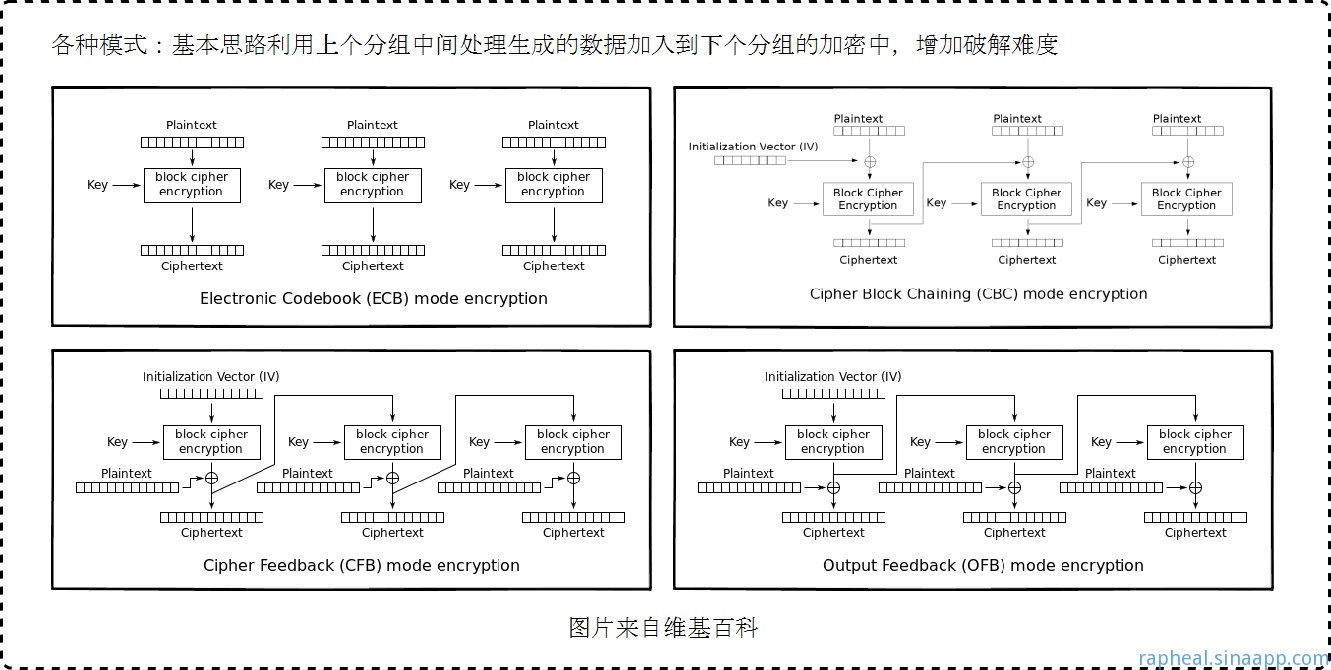 各种模式：基本思路利用上个分组中间处理生成的数据加入到下个分组的加密中，增加破解难度
Plaintext Plaintext Plaintext
Key block cipher encryption Key block cipher encryption Key block cipher encryption
Ciphertext Ciphertext Ciphertext
Electronic Codebook (ECB) mode encryption
Plaintext Plaintext Plaintext
Initialization Vector (IV)
Key Block Cipher Encryption Key Block Cipher Encryption Key Block Cipher Encryption
Ciphertext Ciphertext Ciphertext
Cipher Block Chaining (CBC) mode encryption
Initialization Vector (IV)
Key block cipher encryption Key block cipher encryption Key block cipher encryption
Plaintext Plaintext Plaintext
Ciphertext Ciphertext Ciphertext
Cipher Feedback (CFB) mode encryption
Initialization Vector (IV)
Key block cipher encryption Key block cipher encryption Key block cipher encryption
Plaintext Plaintext Plaintext
Ciphertext Ciphertext Ciphertext
Output Feedback (OFB) mode encryption
图片来自维基百科
rapheal.sinaapp.com